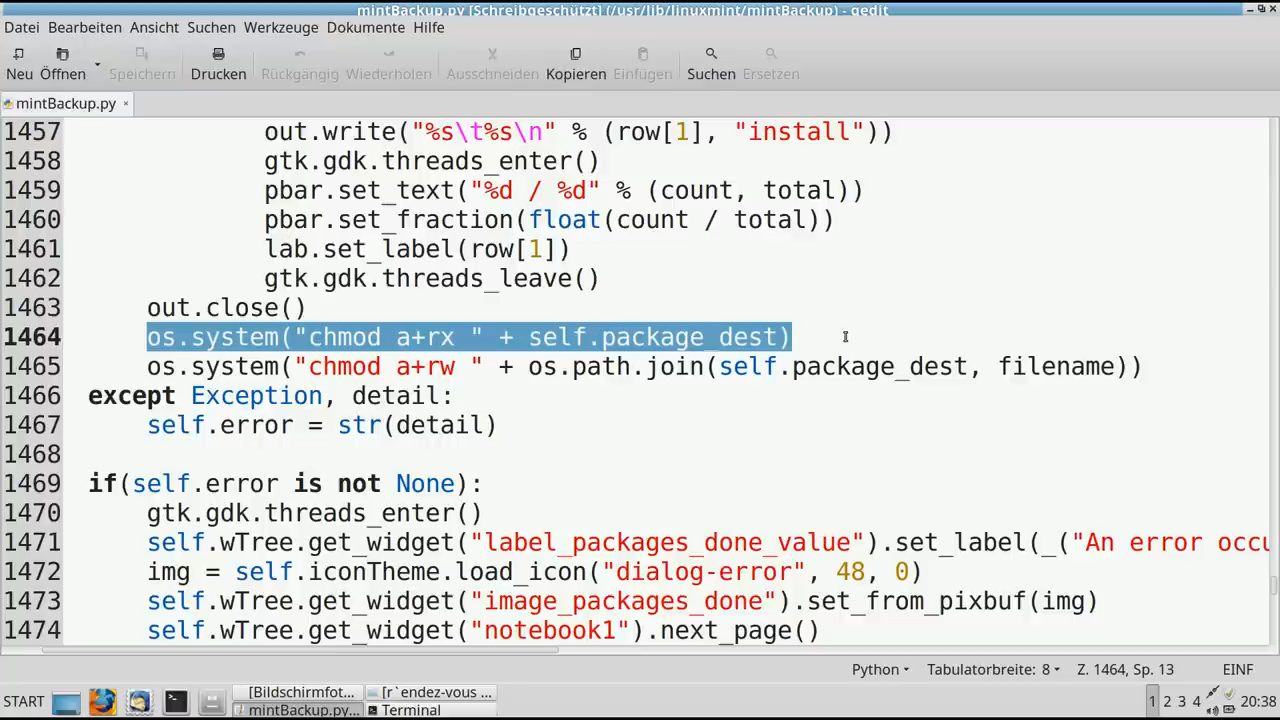 mintBackup.py [Schreibgeschützt] (/usr/lib/linuxmint/mintBackup) - gedit
Datei Bearbeiten Ansicht Suchen Werkzeuge Dokumente Hilfe
Neu Öffnen Speichern Drucken Rückgängig Wiederholen Ausschneiden Kopieren Einfügen Suchen Ersetzen
mintBackup.py ×
1457 out.write("%s\t%s\n" % (row[1], "install"))
1458 gtk.gdk.threads_enter()
1459 pbar.set_text("%d / %d" % (count, total))
1460 pbar.set_fraction(float(count / total))
1461 lab.set_label(row[1])
1462 gtk.gdk.threads_leave()
1463 out.close()
1464 os.system("chmod a+rx " + self.package_dest)
1465 os.system("chmod a+rw " + os.path.join(self.package_dest, filename))
1466 except Exception, detail:
1467 self.error = str(detail)
1468
1469 if(self.error is not None):
1470 gtk.gdk.threads_enter()
1471 self.wTree.get_widget("label_packages_done_value").set_label(_("An error occu
1472 img = self.iconTheme.load_icon("dialog-error", 48, 0)
1473 self.wTree.get_widget("image_packages_done").set_from_pixbuf(img)
1474 self.wTree.get_widget("notebook1").next_page()
Python Tabulatorbreite: 8 Z. 1464, Sp. 13 EINF
START [Bildschirmfot... [r`endez-vous ... 1 2 3 4 20:38
mintBackup.py... Terminal